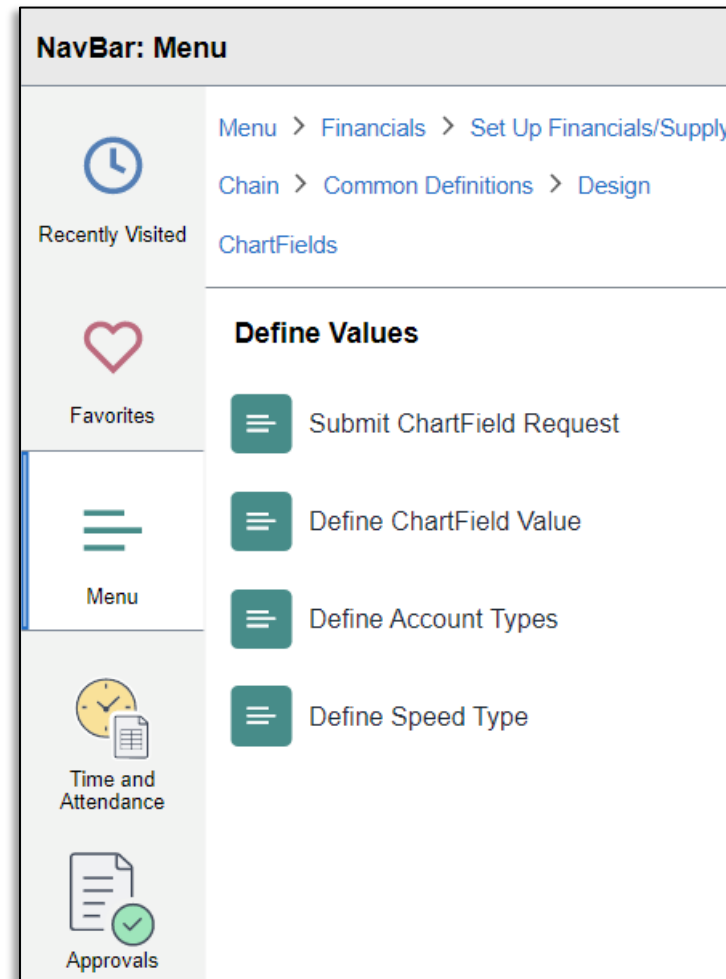 NavBar: Menu
Recently Visited
Favorites
Menu
Time and
Attendance
Approvals
Menu > Financials > Set Up Financials/Supply
Chain > Common Definitions > Design
ChartFields
Define Values
Submit ChartField Request
Define ChartField Value
Define Account Types
Define Speed Type